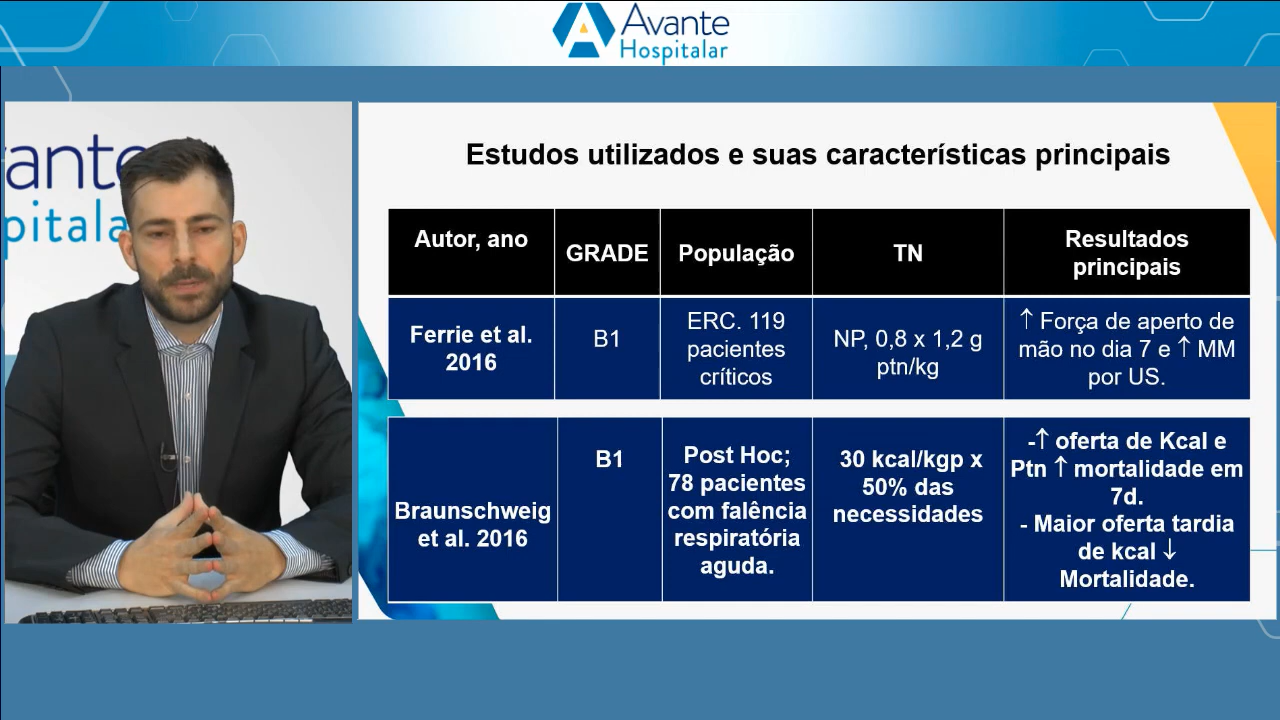 Avante
Hospitalar
vante
pitala
Estudos utilizados e suas características principais
Autor, ano
GRADE
População
TN
Resultados
principais
Ferrie et al.
2016
B1
ERC. 119
pacientes
críticos
NP, 0,8 x 1,2 g
ptn/kg
↑ Força de aperto de
mão no dia 7 e ↑ MM
por US.
Braunschweig
et al. 2016
B1
Post Hoc;
78 pacientes
com falência
respiratória
aguda.
30 kcal/kgp x
50% das
necessidades
-↑ oferta de Kcal e
Ptn ↑ mortalidade em
7d.
- Maior oferta tardia
de kcal ↓
Mortalidade.